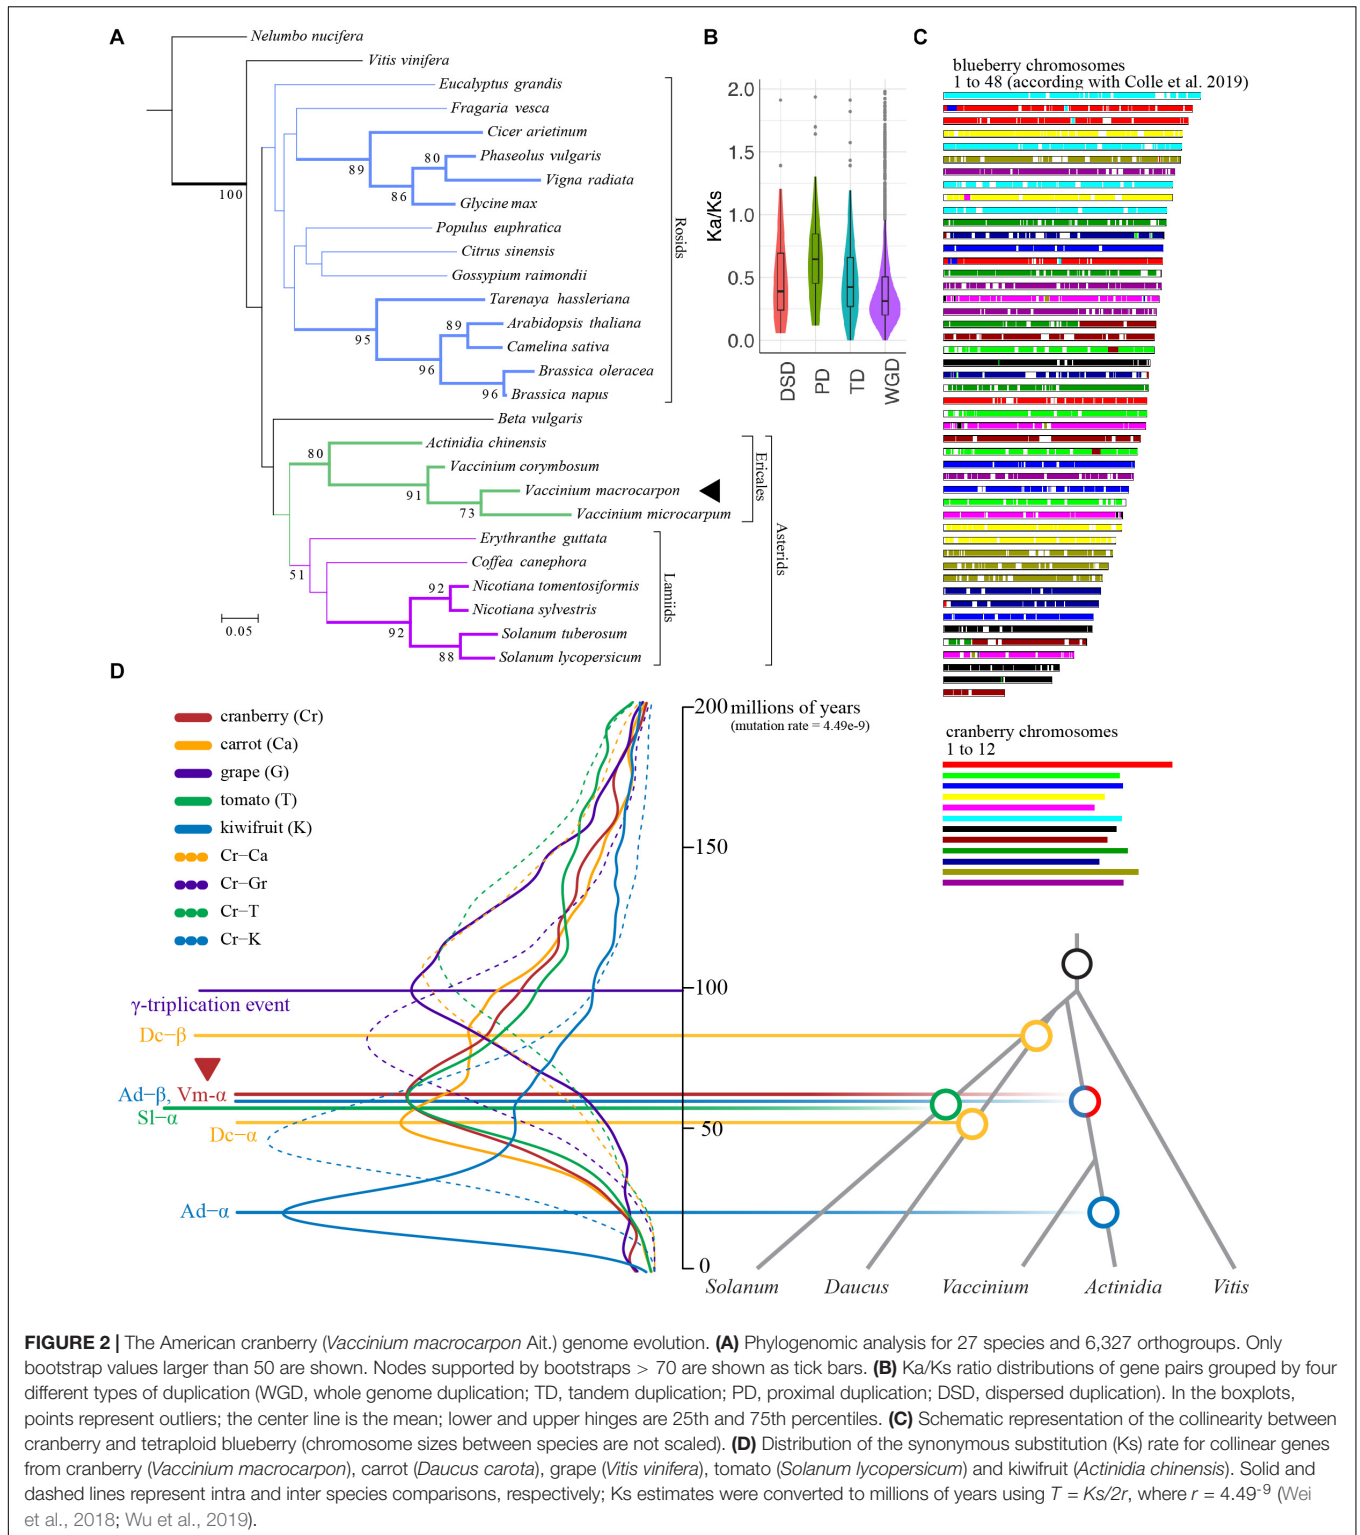 A
Nelumbo nucifera
Vitis vinifera
Eucalyptus grandis
Fragaria vesca
Cicer arietinum
80
Phaseolus vulgaris
89
Vigna radiata
86
100
Glycine max
Populus euphratica
Rosids
Citrus sinensis
Gossypium raimondii
Tarenaya hassleriana
89
Arabidopsis thaliana
95
Camelina sativa
96
Brassica oleracea
96
Brassica napus
Beta vulgaris
Actinidia chinensis
80
Vaccinium corymbosum
91
Vaccinium macrocarpon
73
Vaccinium microcarpum
Ericales
Asterids
Erythranthe guttata
Coffea canephora
51
92
Nicotiana tomentosiformis
Nicotiana sylvestris
92
Solanum tuberosum
88
Solanum lycopersicum
Lamiids
0.05
B
2.0
1.5
1.0
0.5
0.0
Ka/Ks
DSD
PD
TD
WGD
C
blueberry chromosomes
1 to 48 (according with Colle et al. 2019)
cranberry chromosomes
1 to 12
D
cranberry (Cr)
carrot (Ca)
grape (G)
tomato (T)
kiwifruit (K)
Cr−Ca
Cr−Gr
Cr−T
Cr−K
200 millions of years
(mutation rate = 4.49e-9)
150
100
50
0
γ-triplication event
Dc−β
Ad−β, Vm-α
Sl−α
Dc−α
Ad−α
Solanum
Daucus
Vaccinium
Actinidia
Vitis
FIGURE 2 | The American cranberry (Vaccinium macrocarpon Ait.) genome evolution. (A) Phylogenomic analysis for 27 species and 6,327 orthogroups. Only
bootstrap values larger than 50 are shown. Nodes supported by bootstraps > 70 are shown as tick bars. (B) Ka/Ks ratio distributions of gene pairs grouped by four
different types of duplication (WGD, whole genome duplication; TD, tandem duplication; PD, proximal duplication; DSD, dispersed duplication). In the boxplots,
points represent outliers; the center line is the mean; lower and upper hinges are 25th and 75th percentiles. (C) Schematic representation of the collinearity between
cranberry and tetraploid blueberry (chromosome sizes between species are not scaled). (D) Distribution of the synonymous substitution (Ks) rate for collinear genes
from cranberry (Vaccinium macrocarpon), carrot (Daucus carota), grape (Vitis vinifera), tomato (Solanum lycopersicum) and kiwifruit (Actinidia chinensis). Solid and
dashed lines represent intra and inter species comparisons, respectively; Ks estimates were converted to millions of years using T = Ks/2r, where r = 4.49⁻⁹ (Wei
et al., 2018; Wu et al., 2019).